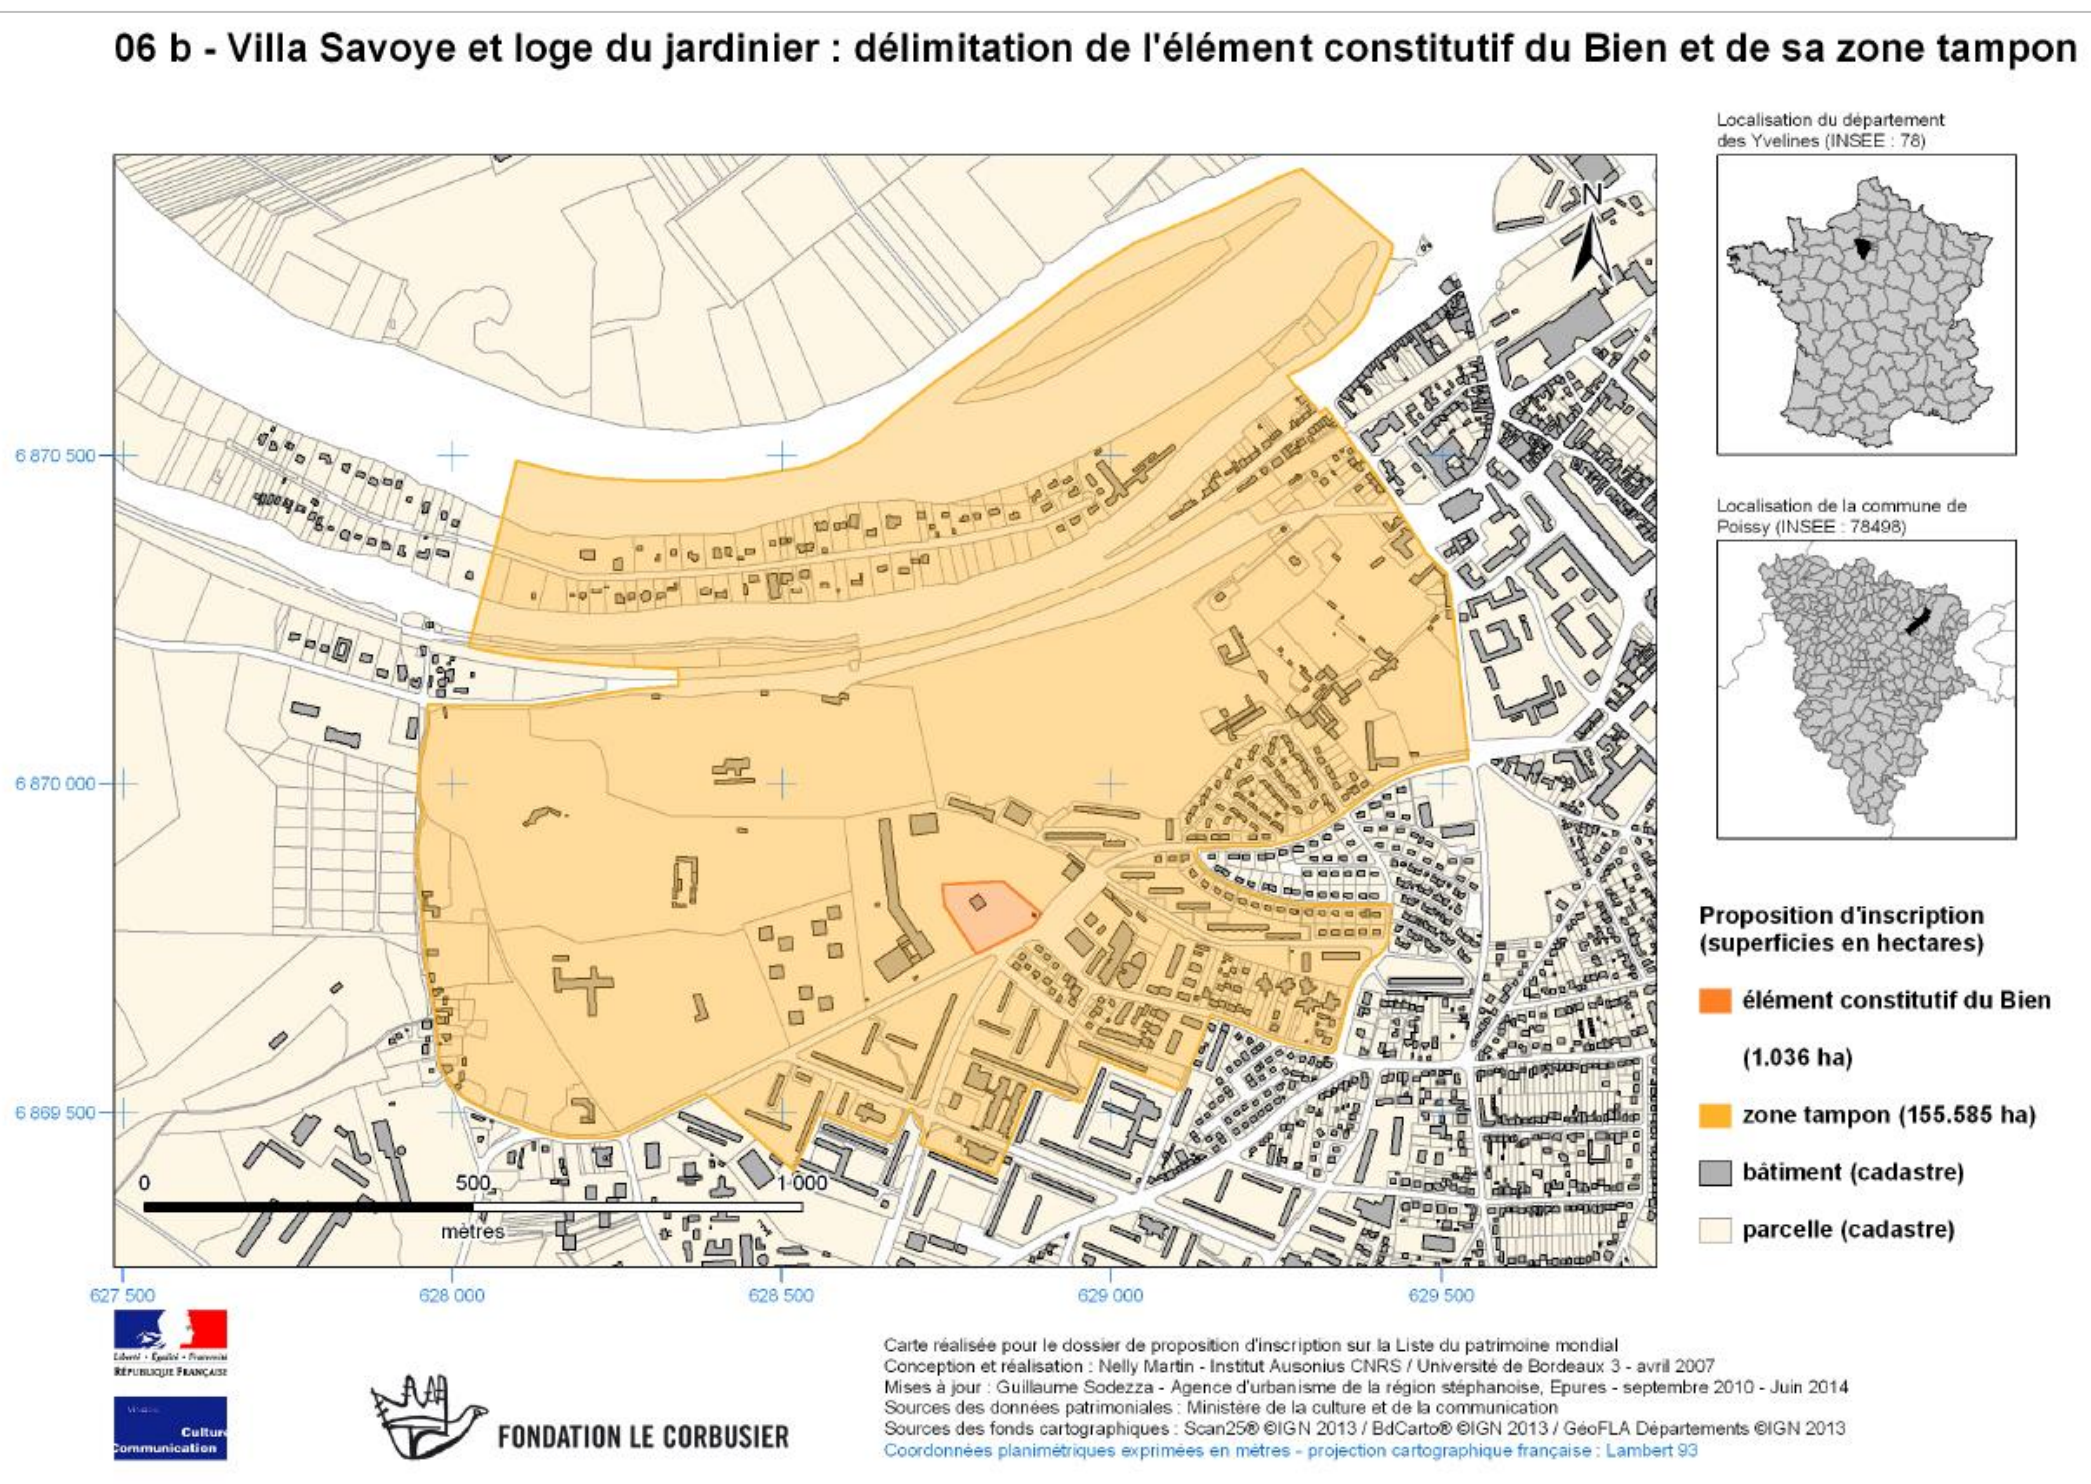 06 b - Villa Savoye et loge du jardinier : délimitation de l'élément constitutif du Bien et de sa zone tampon
Localisation du département
des Yvelines (INSEE : 78)
N
Localisation de la commune de
Poissy (INSEE : 78498)
6 870 500
6 870 000
6 869 500
0
500
1 000
mètres
627 500
628 000
628 500
629 000
629 500
Proposition d'inscription
(superficies en hectares)
élément constitutif du Bien
(1.036 ha)
zone tampon (155.585 ha)
bâtiment (cadastre)
parcelle (cadastre)
Liberté • Égalité • Fraternité
RÉPUBLIQUE FRANÇAISE
Culture
Communication
FONDATION LE CORBUSIER
Carte réalisée pour le dossier de proposition d'inscription sur la Liste du patrimoine mondial
Conception et réalisation : Nelly Martin - Institut Ausonius CNRS / Université de Bordeaux 3 - avril 2007
Mises à jour : Guillaume Sodezza - Agence d'urbanisme de la région stéphanoise, Epures - septembre 2010 - Juin 2014
Sources des données patrimoniales : Ministère de la culture et de la communication
Sources des fonds cartographiques : Scan25® ©IGN 2013 / BdCarto® ©IGN 2013 / GéoFLA Départements ©IGN 2013
Coordonnées planimétriques exprimées en mètres - projection cartographique française : Lambert 93